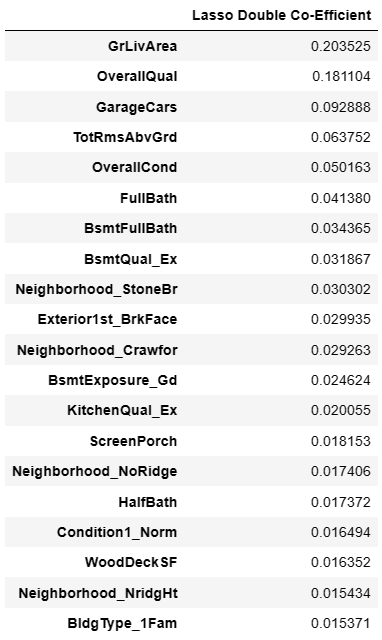 Lasso Double Co-Efficient
GrLivArea 0.203525
OverallQual 0.181104
GarageCars 0.092888
TotRmsAbvGrd 0.063752
OverallCond 0.050163
FullBath 0.041380
BsmtFullBath 0.034365
BsmtQual_Ex 0.031867
Neighborhood_StoneBr 0.030302
Exterior1st_BrkFace 0.029935
Neighborhood_Crawfor 0.029263
BsmtExposure_Gd 0.024624
KitchenQual_Ex 0.020055
ScreenPorch 0.018153
Neighborhood_NoRidge 0.017406
HalfBath 0.017372
Condition1_Norm 0.016494
WoodDeckSF 0.016352
Neighborhood_NridgHt 0.015434
BldgType_1Fam 0.015371